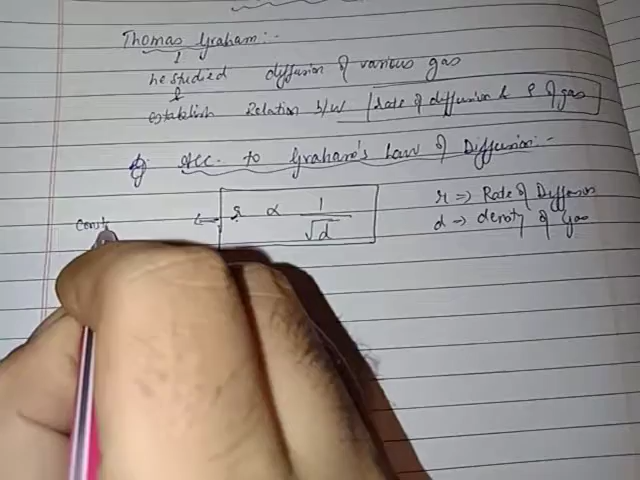 Thomas Graham:-
he studied diffusion of various gas
&
establish Relation b/w rate of diffusion & ρ of gas
Acc. to Graham's Law of Diffusion:-
r ∝ 1/√d
r => Rate of Diffusion
d -> density of gas
const